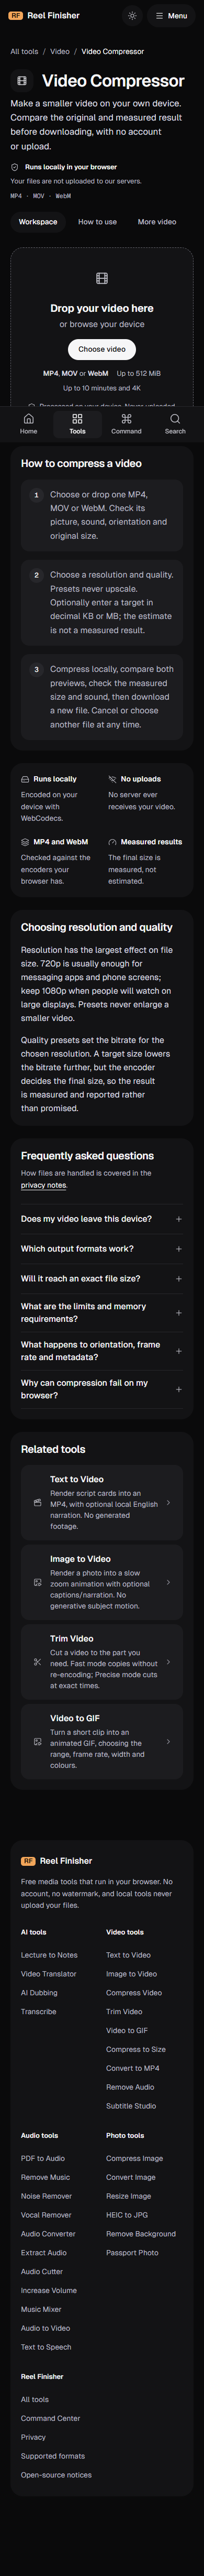 RF Reel Finisher
Menu
All tools / Video / Video Compressor
Video Compressor
Make a smaller video on your own device.
Compare the original and measured result
before downloading, with no account
or upload.
Runs locally in your browser
Your files are not uploaded to our servers.
MP4 · MOV · WebM
Workspace How to use More video
Drop your video here
or browse your device
Choose video
MP4, MOV or WebM Up to 512 MiB
Up to 10 minutes and 4K
Home Tools Command Search
How to compress a video
1 Choose or drop one MP4,
MOV or WebM. Check its
picture, sound, orientation and
original size.
2 Choose a resolution and quality.
Presets never upscale.
Optionally enter a target in
decimal KB or MB; the estimate
is not a measured result.
3 Compress locally, compare both
previews, check the measured
size and sound, then download
a new file. Cancel or choose
another file at any time.
Runs locally
Encoded on your
device with
WebCodecs.
No uploads
No server ever
receives your video.
MP4 and WebM
Checked against the
encoders your
browser has.
Measured results
The final size is
measured, not
estimated.
Choosing resolution and quality
Resolution has the largest effect on file
size. 720p is usually enough for
messaging apps and phone screens;
keep 1080p when people will watch on
large displays. Presets never enlarge a
smaller video.
Quality presets set the bitrate for the
chosen resolution. A target size lowers
the bitrate further, but the encoder
decides the final size, so the result
is measured and reported rather
than promised.
Frequently asked questions
How files are handled is covered in the
privacy notes.
Does my video leave this device?
Which output formats work?
Will it reach an exact file size?
What are the limits and memory
requirements?
What happens to orientation, frame
rate and metadata?
Why can compression fail on my
browser?
Related tools
Text to Video
Render script cards into an
MP4, with optional local English
narration. No generated
footage.
Image to Video
Render a photo into a slow
zoom animation with optional
captions/narration. No
generative subject motion.
Trim Video
Cut a video to the part you
need. Fast mode copies without
re-encoding; Precise mode cuts
at exact times.
Video to GIF
Turn a short clip into an
animated GIF, choosing the
range, frame rate, width and
colours.
RF Reel Finisher
Free media tools that run in your browser. No
account, no watermark, and local tools never
upload your files.
AI tools
Lecture to Notes
Video Translator
AI Dubbing
Transcribe
Video tools
Text to Video
Image to Video
Compress Video
Trim Video
Video to GIF
Compress to Size
Convert to MP4
Remove Audio
Subtitle Studio
Audio tools
PDF to Audio
Remove Music
Noise Remover
Vocal Remover
Audio Converter
Extract Audio
Audio Cutter
Increase Volume
Music Mixer
Audio to Video
Text to Speech
Photo tools
Compress Image
Convert Image
Resize Image
HEIC to JPG
Remove Background
Passport Photo
Reel Finisher
All tools
Command Center
Privacy
Supported formats
Open-source notices